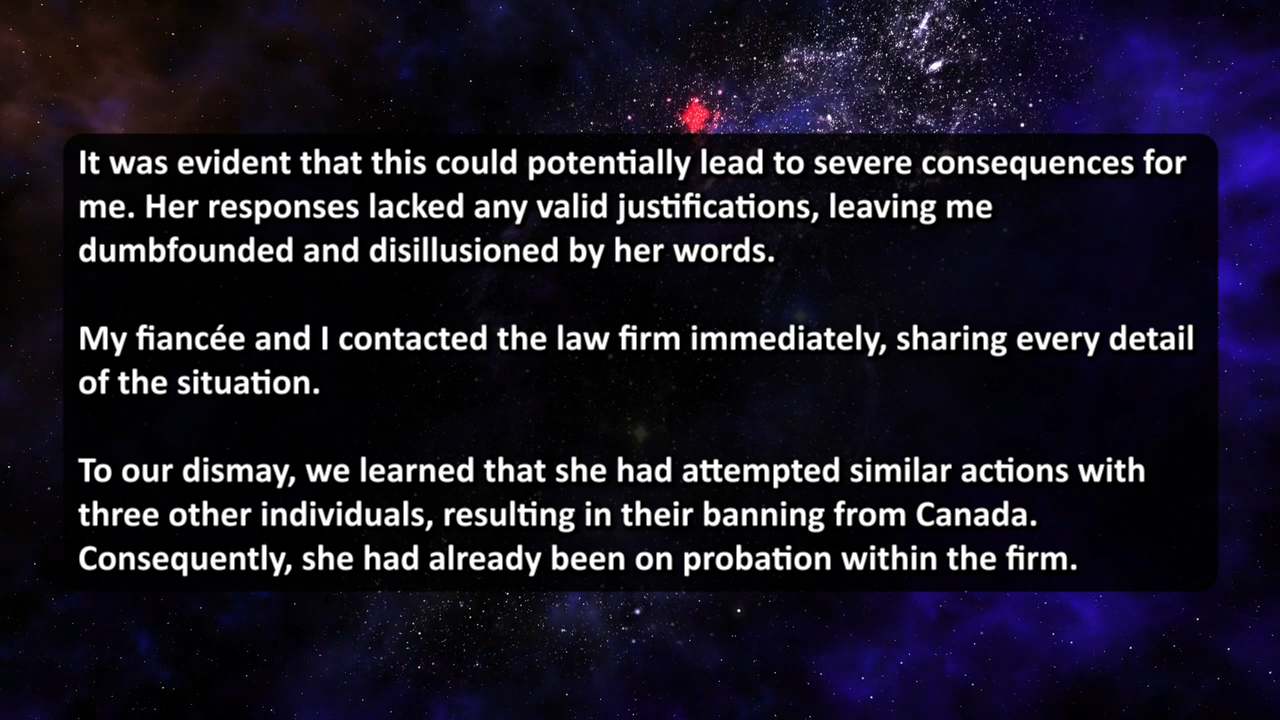 It was evident that this could potentially lead to severe consequences for
me. Her responses lacked any valid justifications, leaving me
dumbfounded and disillusioned by her words.
My fiancée and I contacted the law firm immediately, sharing every detail
of the situation.
To our dismay, we learned that she had attempted similar actions with
three other individuals, resulting in their banning from Canada.
Consequently, she had already been on probation within the firm.